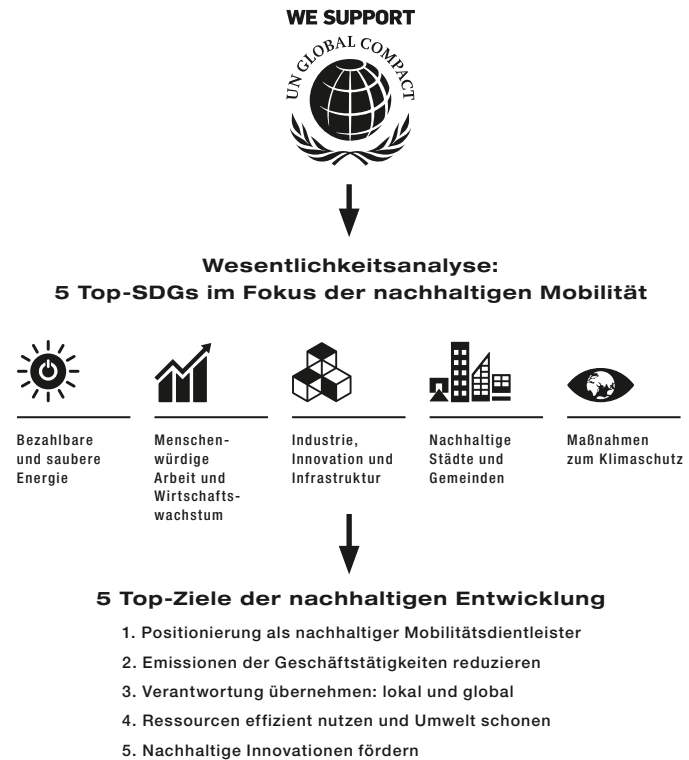 WE SUPPORT
UN GLOBAL COMPACT
Wesentlichkeitsanalyse:
5 Top-SDGs im Fokus der nachhaltigen Mobilität
Bezahlbare
und saubere
Energie
Menschen-
würdige
Arbeit und
Wirtschafts-
wachstum
Industrie,
Innovation und
Infrastruktur
Nachhaltige
Städte und
Gemeinden
Maßnahmen
zum Klimaschutz
5 Top-Ziele der nachhaltigen Entwicklung
1. Positionierung als nachhaltiger Mobilitätsdientleister
2. Emissionen der Geschäftstätigkeiten reduzieren
3. Verantwortung übernehmen: lokal und global
4. Ressourcen effizient nutzen und Umwelt schonen
5. Nachhaltige Innovationen fördern